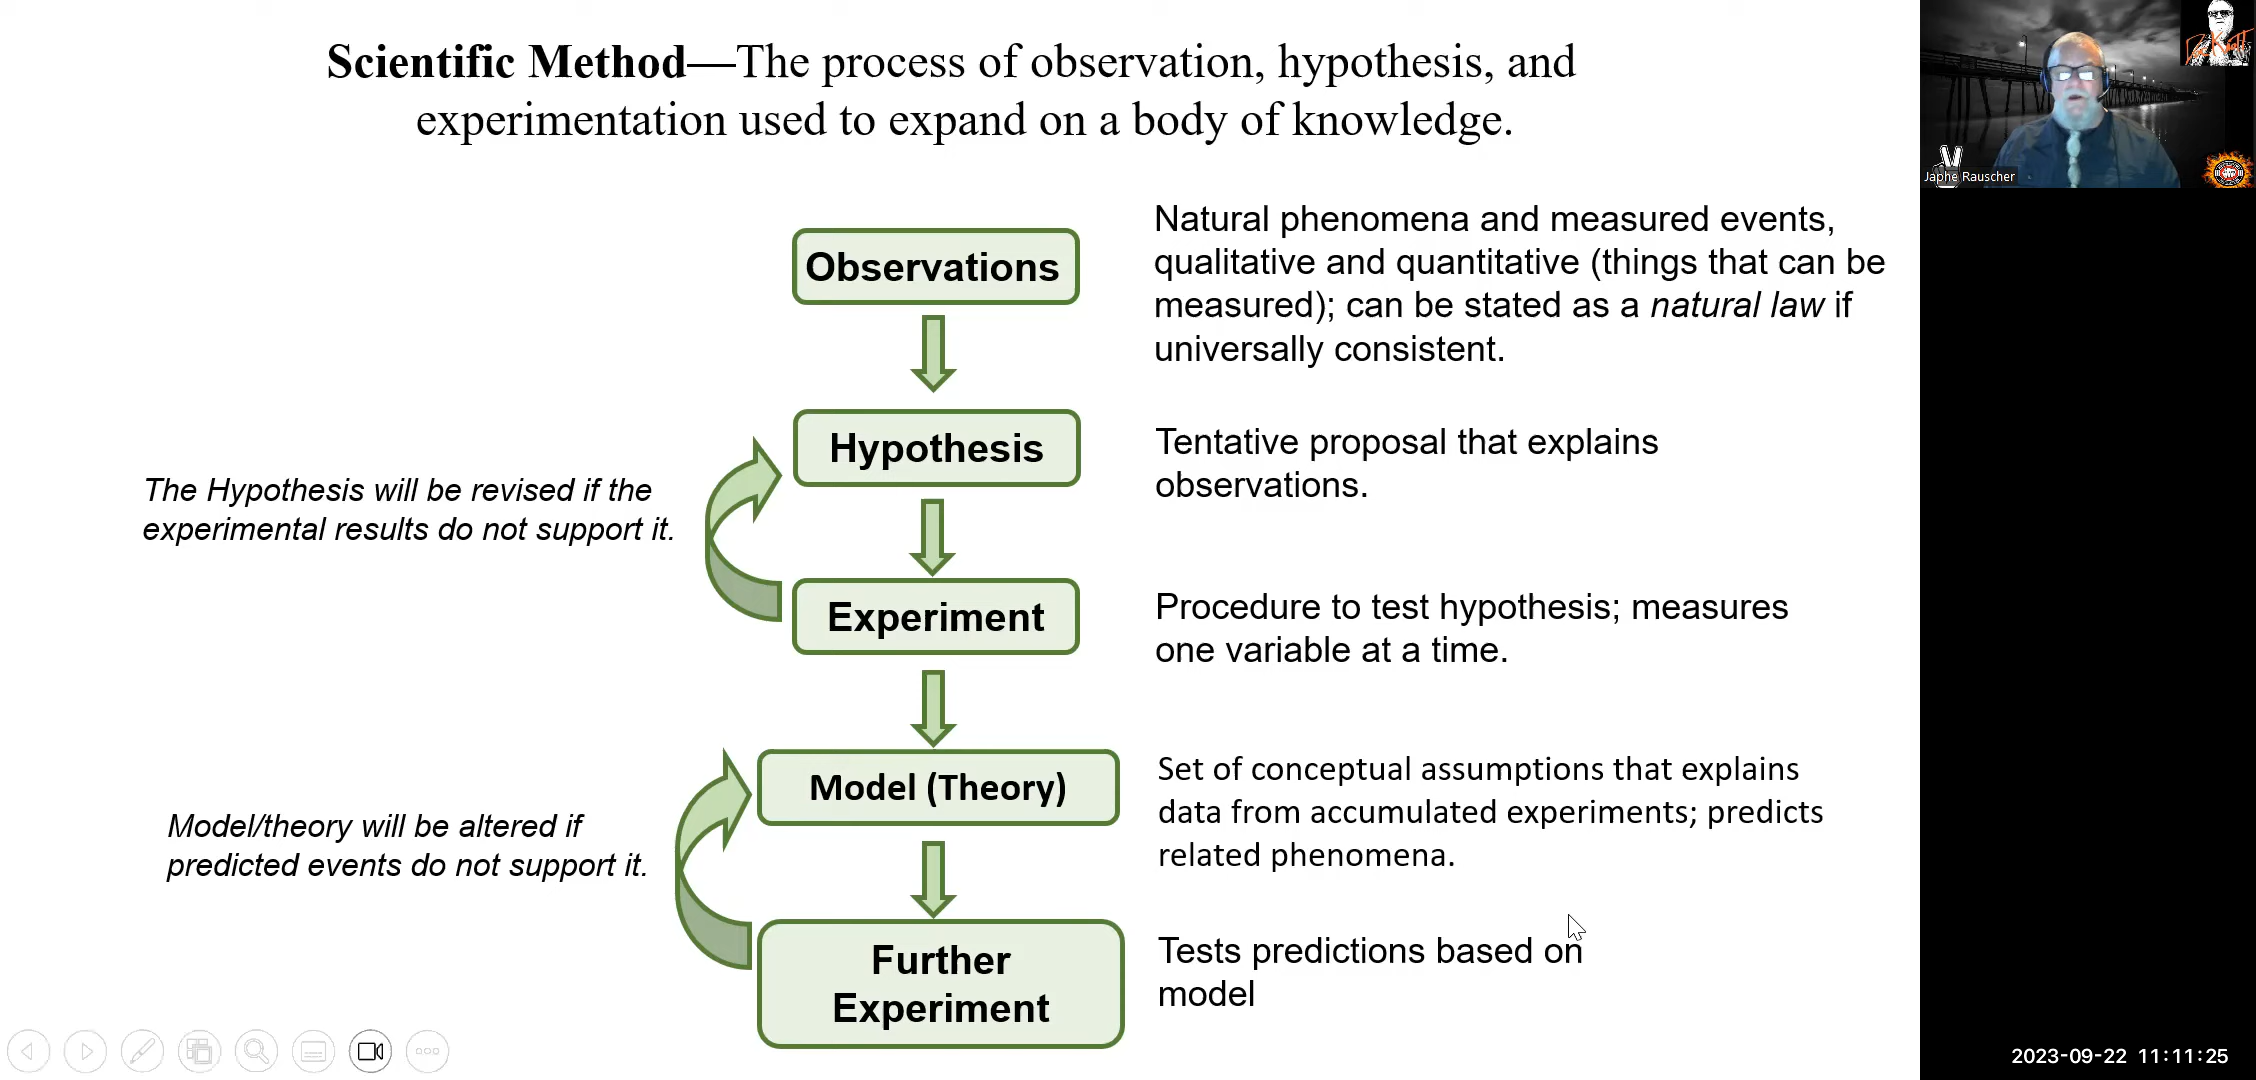 Scientific Method—The process of observation, hypothesis, and
experimentation used to expand on a body of knowledge.
Observations
Natural phenomena and measured events,
qualitative and quantitative (things that can be
measured); can be stated as a natural law if
universally consistent.
Hypothesis
Tentative proposal that explains
observations.
The Hypothesis will be revised if the
experimental results do not support it.
Experiment
Procedure to test hypothesis; measures
one variable at a time.
Model (Theory)
Set of conceptual assumptions that explains
data from accumulated experiments; predicts
related phenomena.
Model/theory will be altered if
predicted events do not support it.
Further
Experiment
Tests predictions based on
model
Japhe Rauscher
2023-09-22 11:11:25